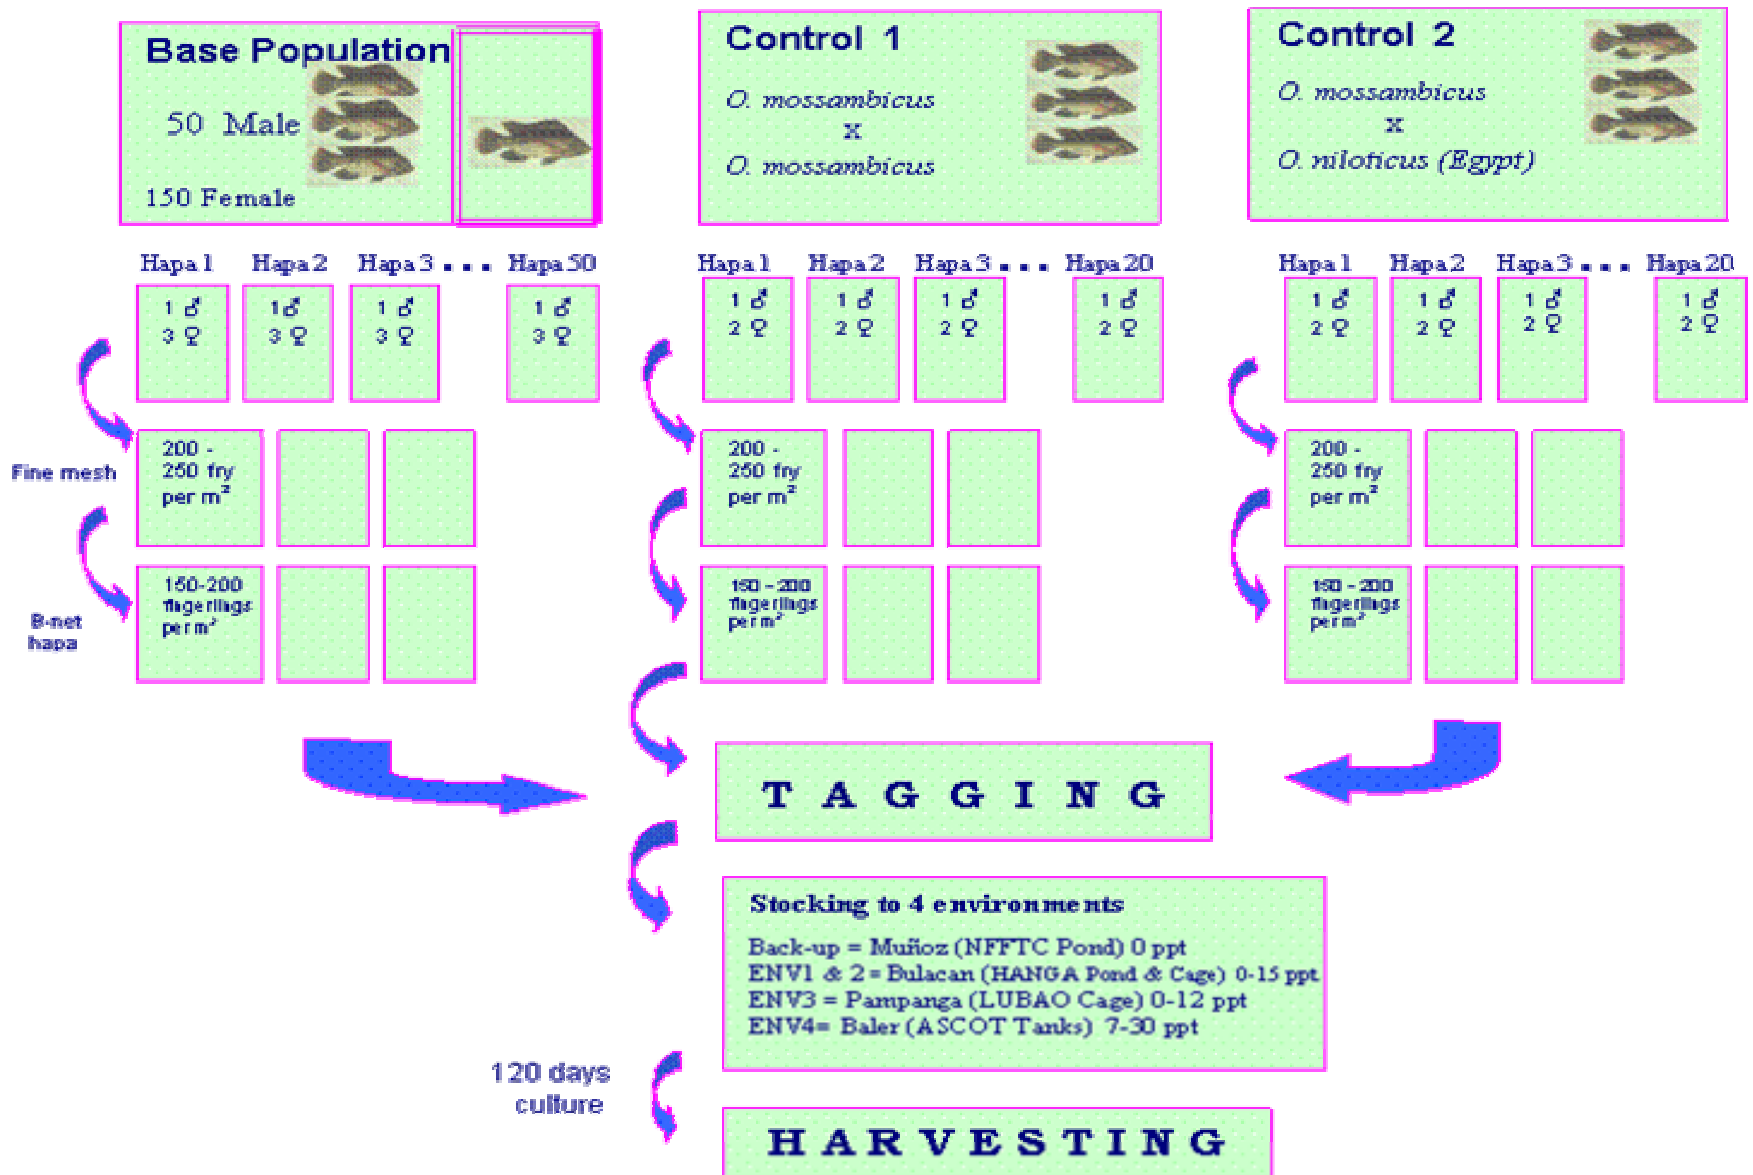 Base Population
50 Male
150 Female
Control 1
O. mossambicus
x
O. mossambicus
Control 2
O. mossambicus
x
O. niloticus (Egypt)
Hapa 1 Hapa 2 Hapa 3 ... Hapa 50
1 ♂ 1 ♂ 1 ♂ 1 ♂
3 ♀ 3 ♀ 3 ♀ 3 ♀
Hapa 1 Hapa 2 Hapa 3 ... Hapa 20
1 ♂ 1 ♂ 1 ♂ 1 ♂
2 ♀ 2 ♀ 2 ♀ 2 ♀
Hapa 1 Hapa 2 Hapa 3 ... Hapa 20
1 ♂ 1 ♂ 1 ♂ 1 ♂
2 ♀ 2 ♀ 2 ♀ 2 ♀
Fine mesh
200 -
250 fry
per m²
200 -
250 fry
per m²
200 -
250 fry
per m²
B-net
hapa
150-200
fingerlings
per m²
150 - 200
fingerlings
per m²
150 - 200
fingerlings
per m²
TAGGING
Stocking to 4 environments
Back-up = Muñoz (NFFTC Pond) 0 ppt
ENV1 & 2 = Bulacan (HANGA Pond & Cage) 0-15 ppt
ENV3 = Pampanga (LUBAO Cage) 0-12 ppt
ENV4= Baler (ASCOT Tanks) 7-30 ppt
120 days
culture
HARVESTING